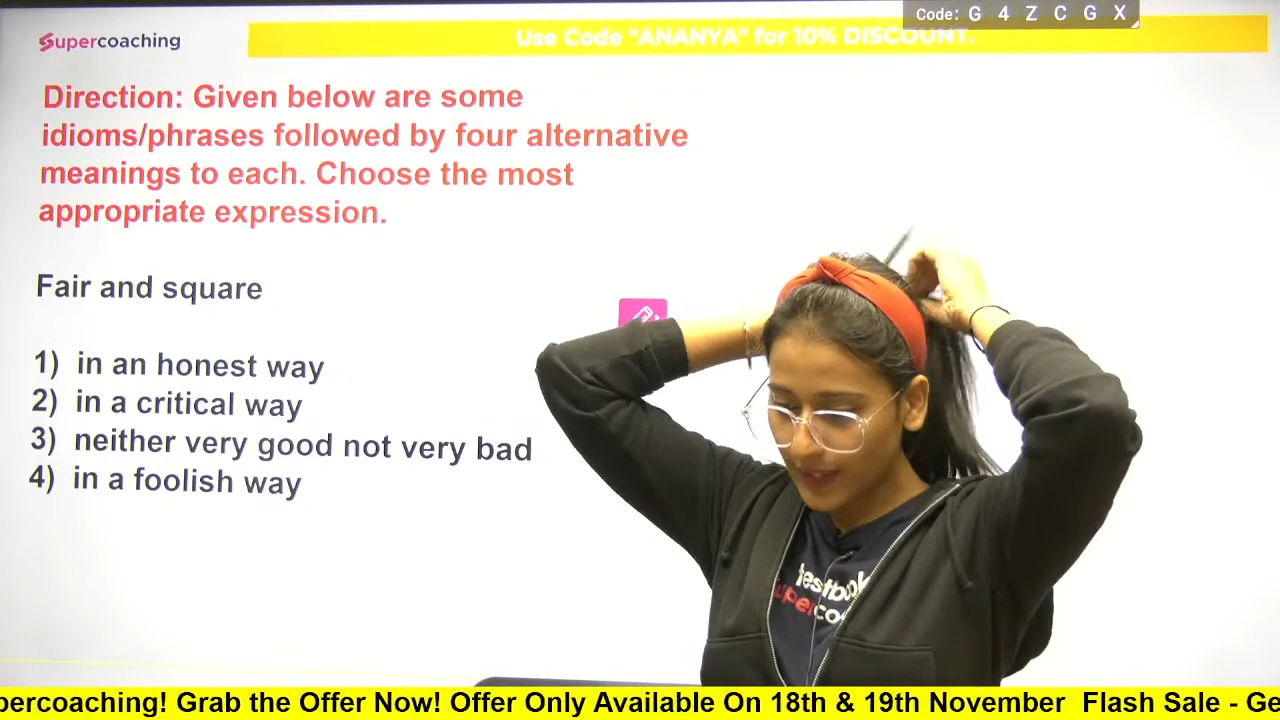 Supercoaching
Use Code "ANANYA" for 10% DISCOUNT.
Code: G 4 Z C G X
Direction: Given below are some
idioms/phrases followed by four alternative
meanings to each. Choose the most
appropriate expression.
Fair and square
1) in an honest way
2) in a critical way
3) neither very good not very bad
4) in a foolish way
percoaching! Grab the Offer Now! Offer Only Available On 18th & 19th November Flash Sale - Ge